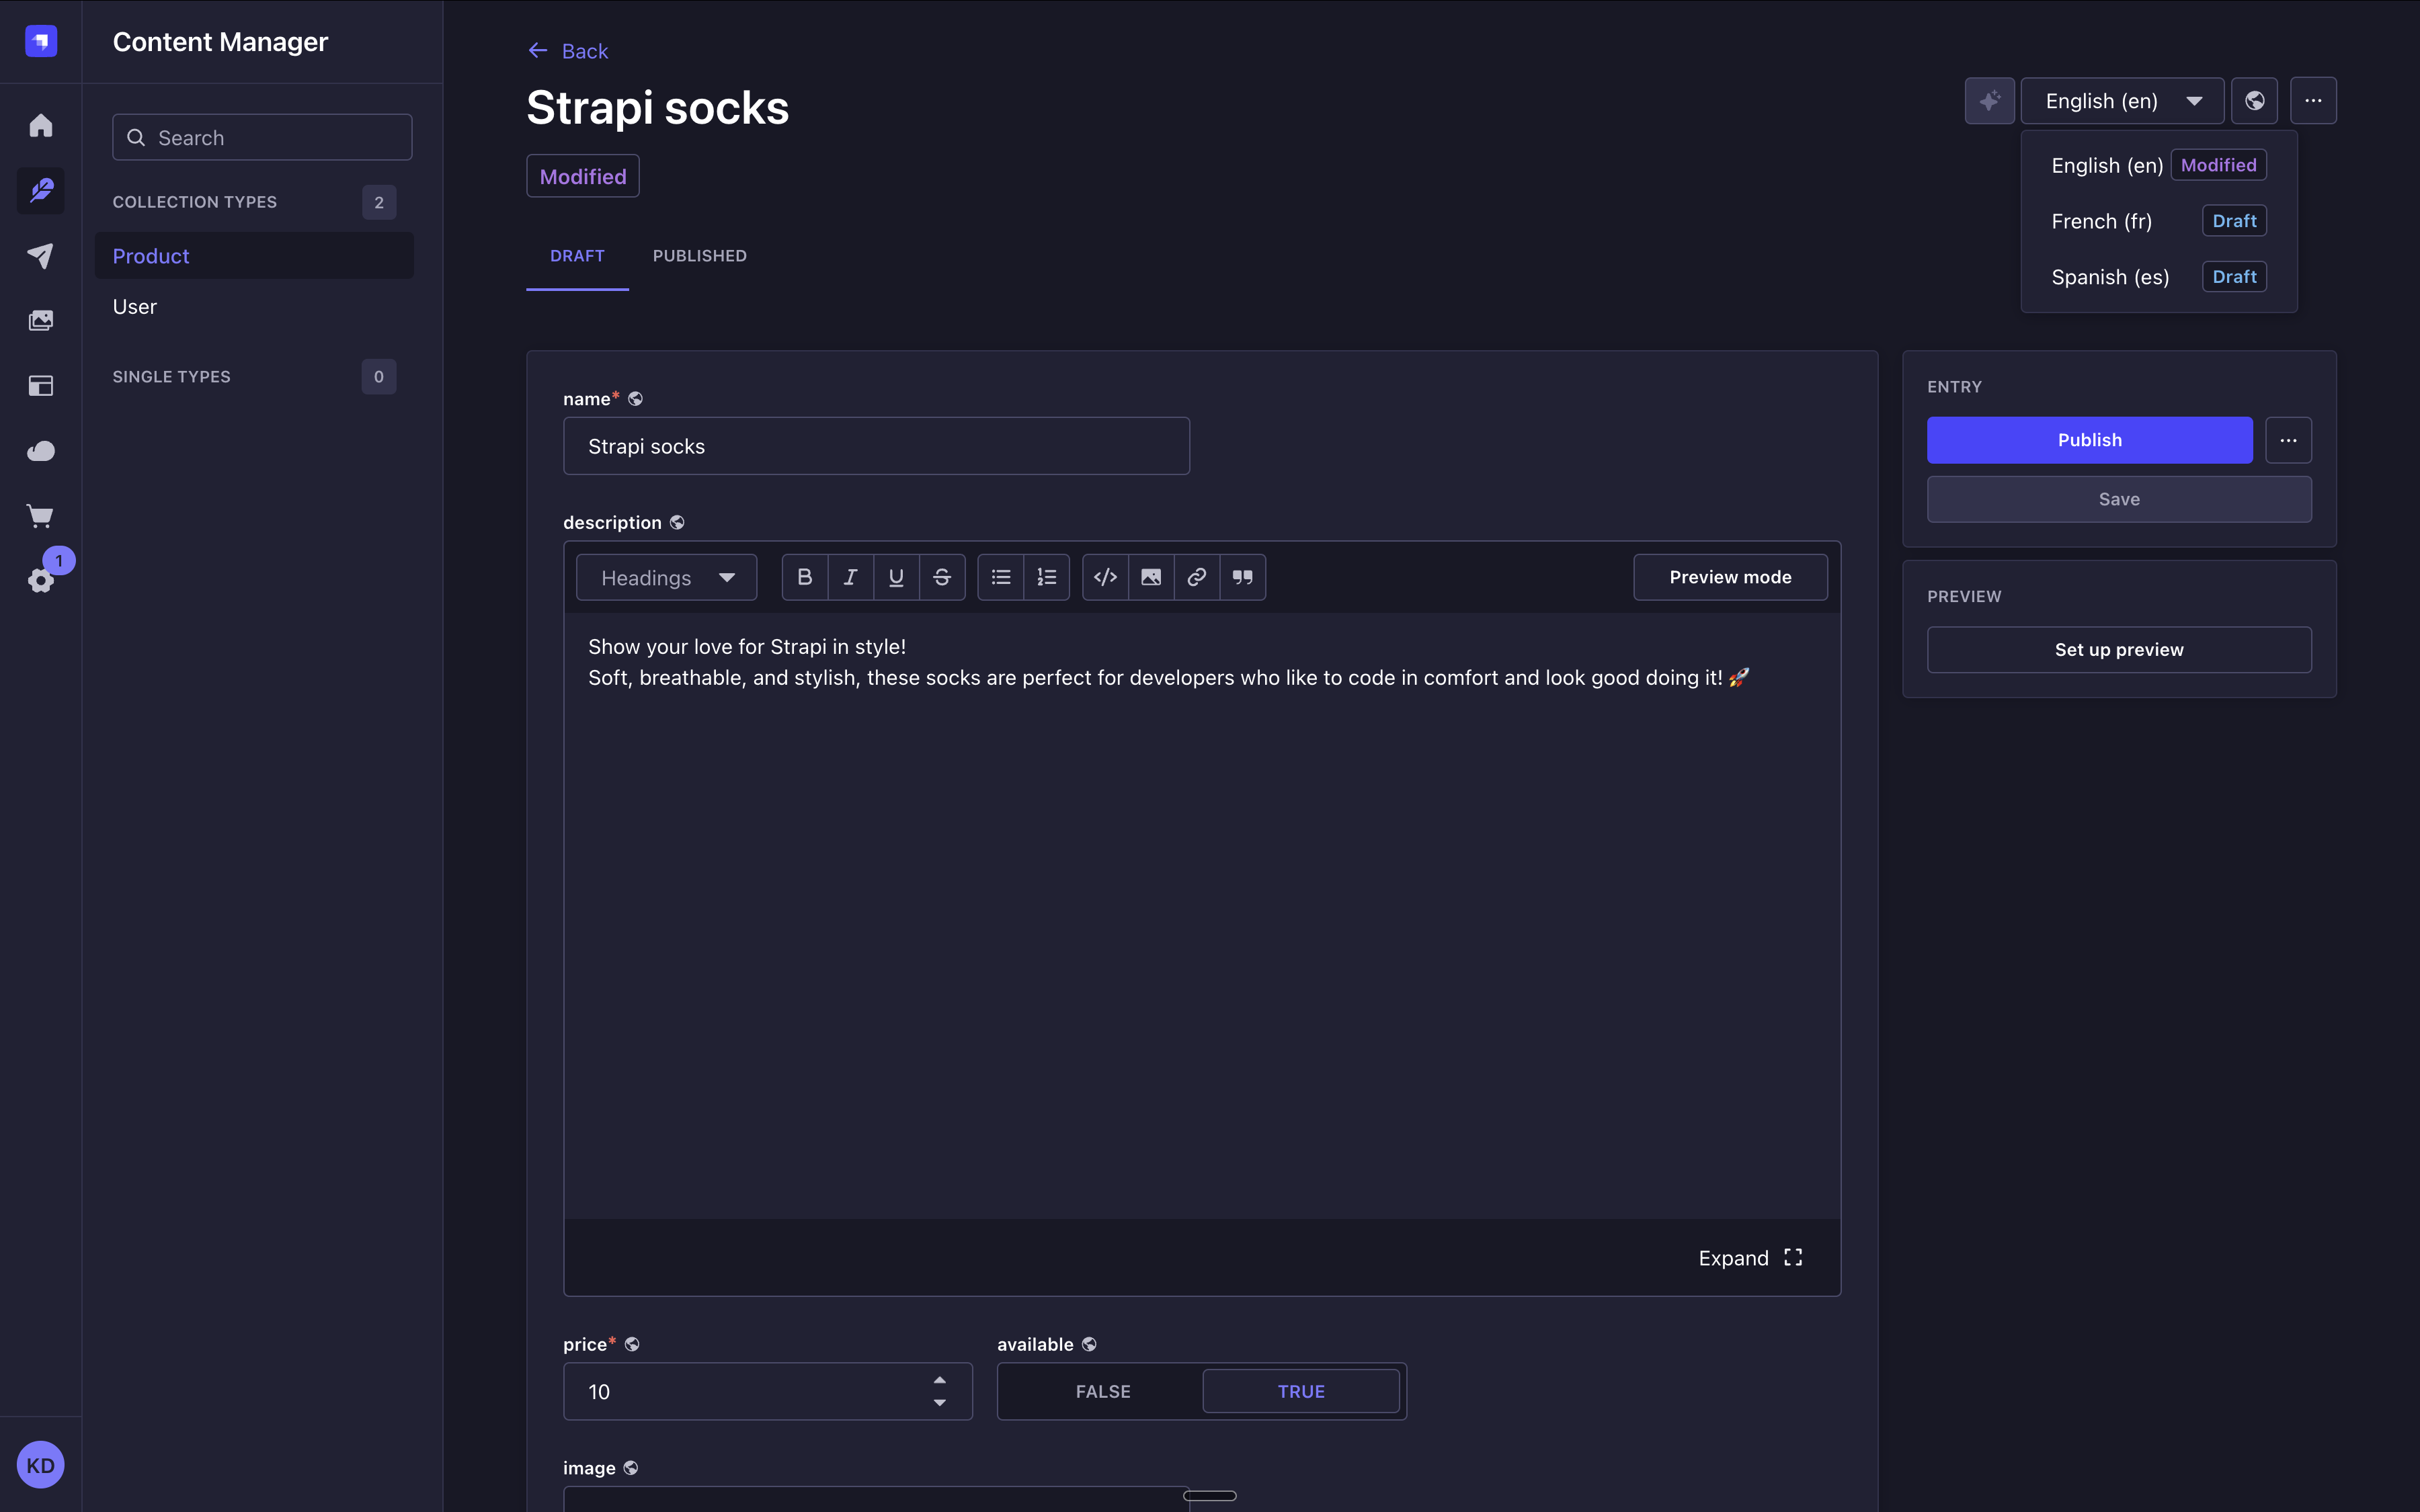 Content Manager
Search
COLLECTION TYPES 2
Product
User
SINGLE TYPES 0
1
KD
Back
Strapi socks
Modified
DRAFT PUBLISHED
English (en)
English (en) Modified
French (fr) Draft
Spanish (es) Draft
name*
Strapi socks
description
Headings
Preview mode
Show your love for Strapi in style!
Soft, breathable, and stylish, these socks are perfect for developers who like to code in comfort and look good doing it! 🚀
Expand
price*
10
available
FALSE TRUE
image
ENTRY
Publish
Save
PREVIEW
Set up preview